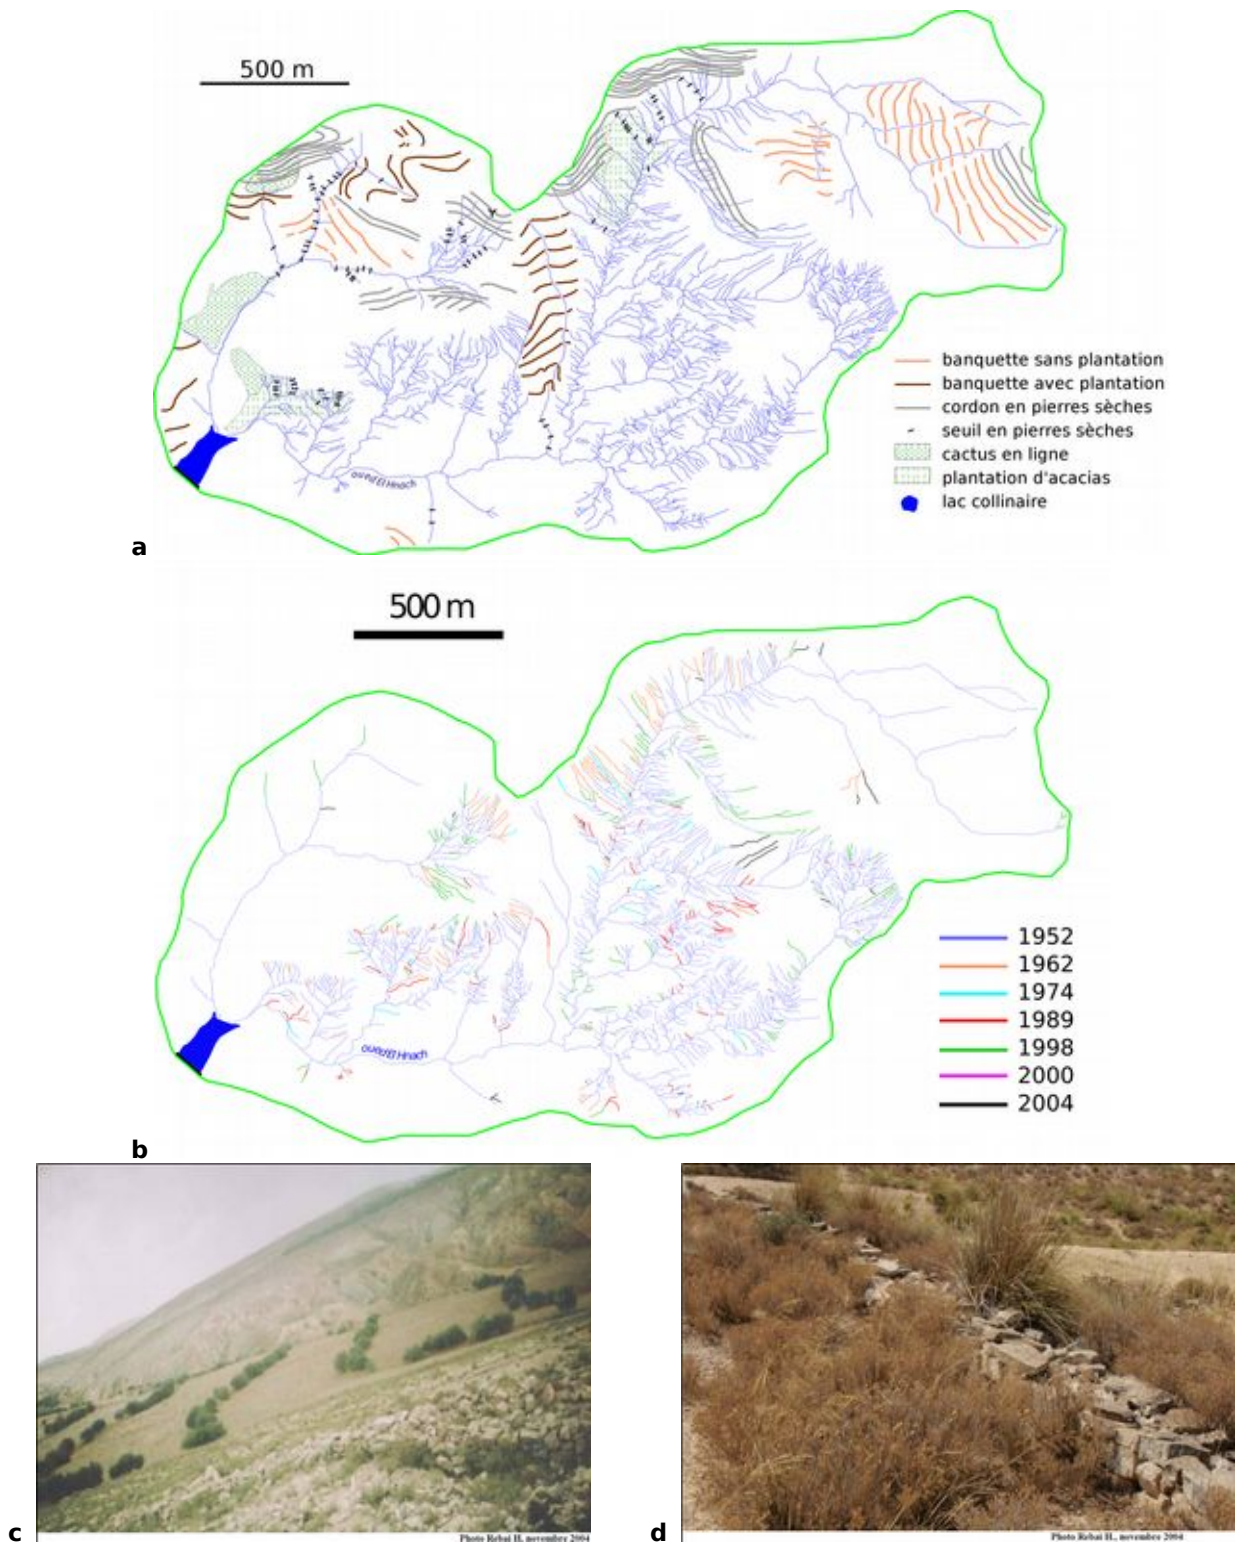 500 m
banquette sans plantation
banquette avec plantation
cordon en pierres sèches
seuil en pierres sèches
cactus en ligne
plantation d'acacias
lac collinaire
oued El Hnach
a
500 m
1952
1962
1974
1989
1998
2000
2004
oued El Hnach
b
c
Photo Rebai H, novembre 2004
d
Photo Rebai H., novembre 2004